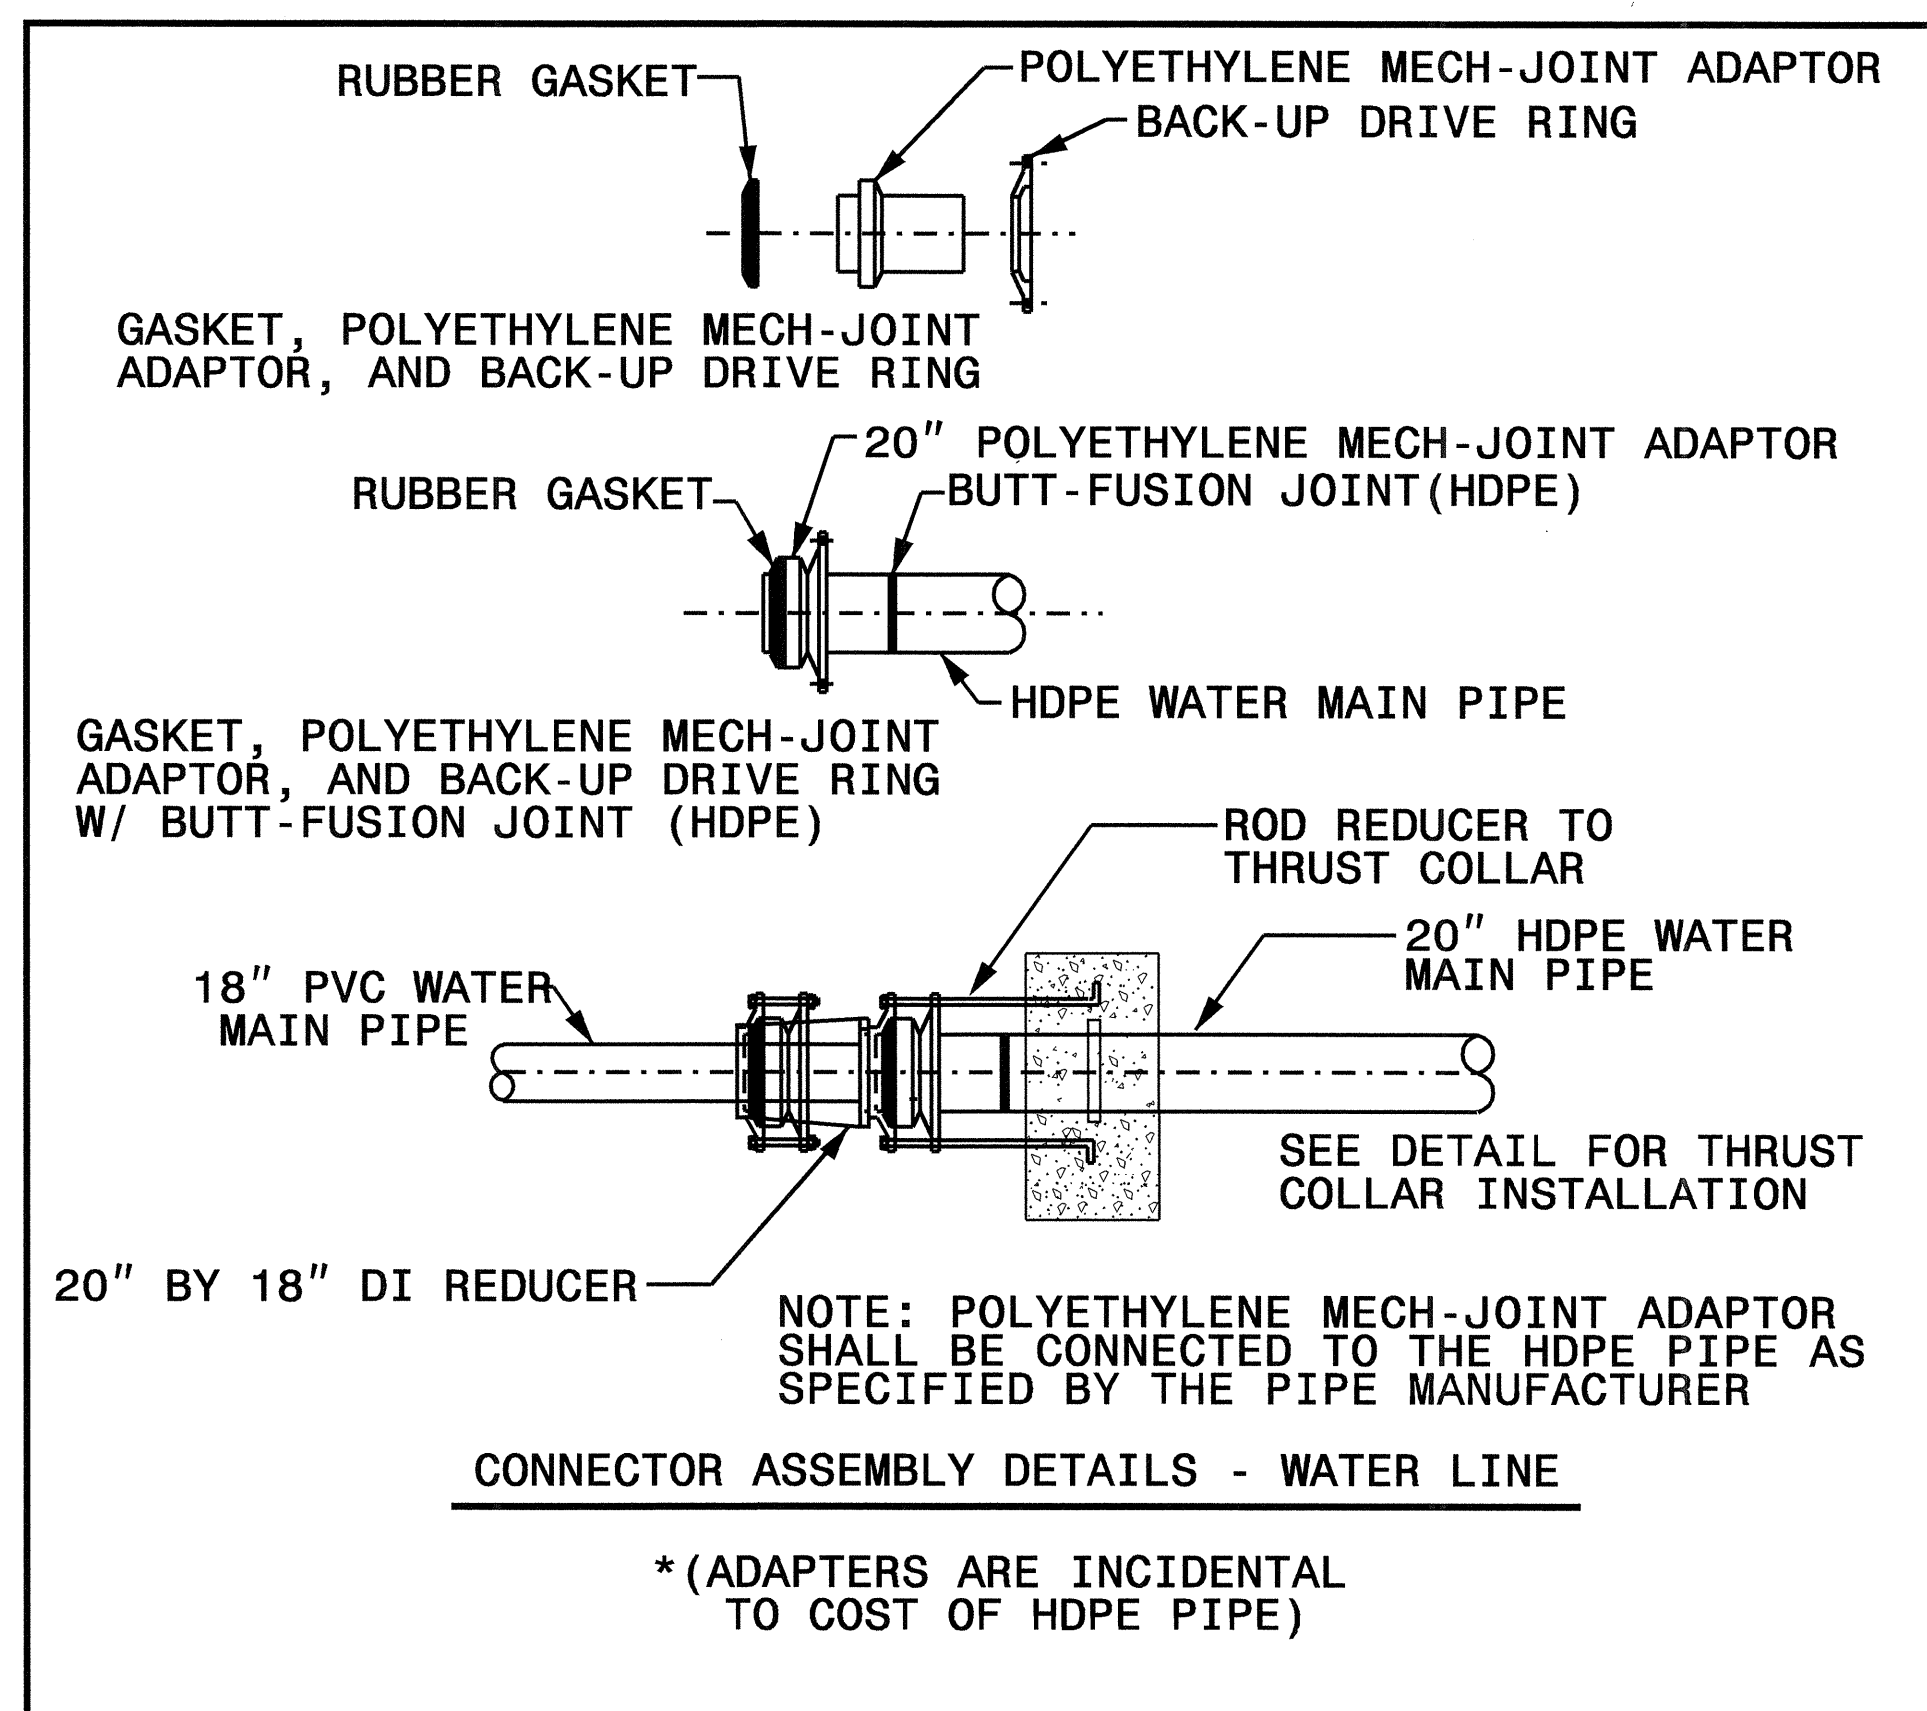 RUBBER GASKET
POLYETHYLENE MECH-JOINT ADAPTOR
BACK-UP DRIVE RING
GASKET, POLYETHYLENE MECH-JOINT
ADAPTOR, AND BACK-UP DRIVE RING
20" POLYETHYLENE MECH-JOINT ADAPTOR
RUBBER GASKET
BUTT-FUSION JOINT(HDPE)
HDPE WATER MAIN PIPE
GASKET, POLYETHYLENE MECH-JOINT
ADAPTOR, AND BACK-UP DRIVE RING
W/ BUTT-FUSION JOINT (HDPE)
ROD REDUCER TO
THRUST COLLAR
20" HDPE WATER
MAIN PIPE
18" PVC WATER
MAIN PIPE
SEE DETAIL FOR THRUST
COLLAR INSTALLATION
20" BY 18" DI REDUCER
NOTE: POLYETHYLENE MECH-JOINT ADAPTOR
SHALL BE CONNECTED TO THE HDPE PIPE AS
SPECIFIED BY THE PIPE MANUFACTURER
CONNECTOR ASSEMBLY DETAILS - WATER LINE
*(ADAPTERS ARE INCIDENTAL
TO COST OF HDPE PIPE)